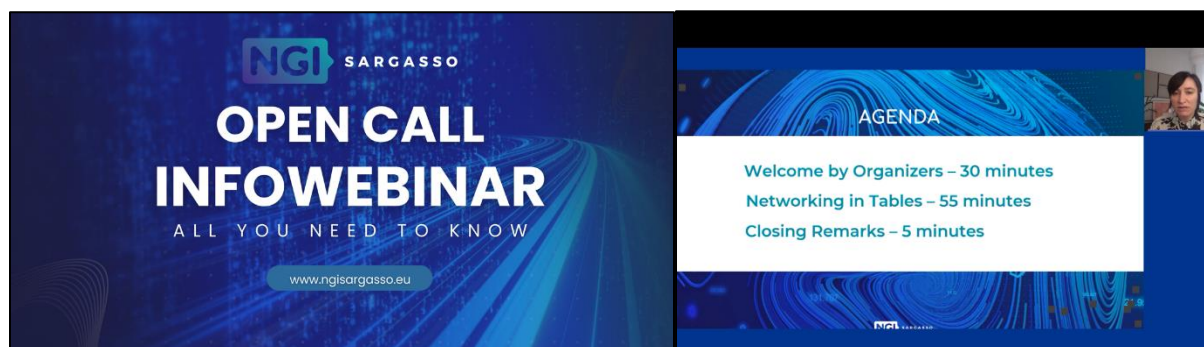 NGI SARGASSO
OPEN CALL
INFOWEBINAR
ALL YOU NEED TO KNOW
www.ngisargasso.eu
AGENDA
Welcome by Organizers – 30 minutes
Networking in Tables – 55 minutes
Closing Remarks – 5 minutes